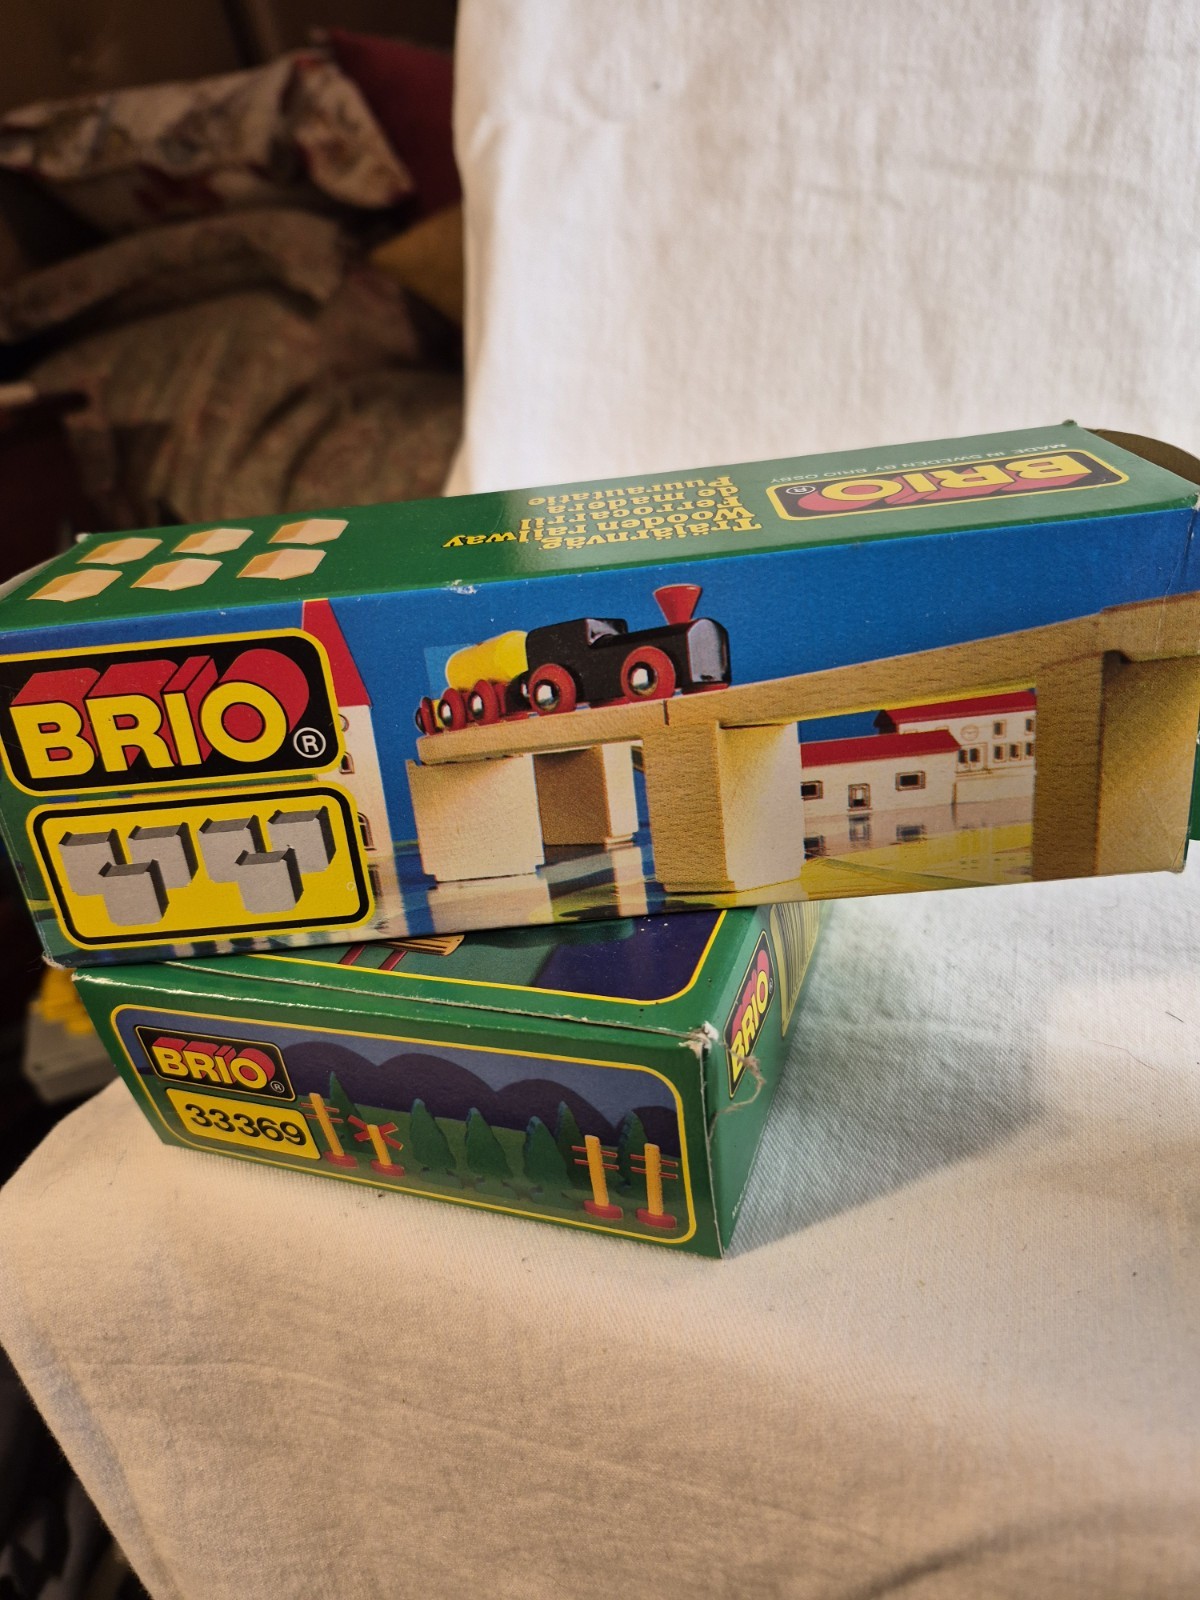 BRIO®
MADE IN SWEDEN BY BRIO OSBY
Träjärnväg
Wooden railway
Ferrocarril
de madera
Puurautatie
BRIO®
BRIO®
33369
BRIO®